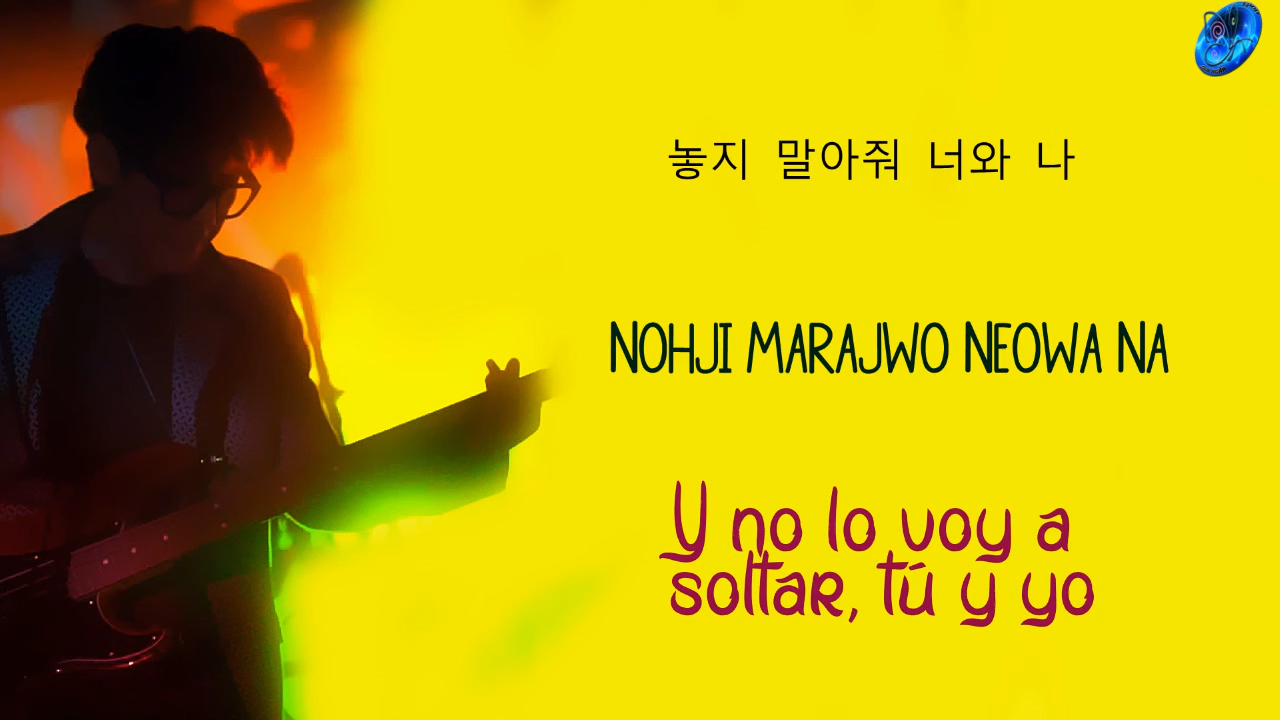 놓지 말아줘 너와 나
NOHJI MARAJWO NEOWA NA
Y no lo voy a
soltar, tú y yo